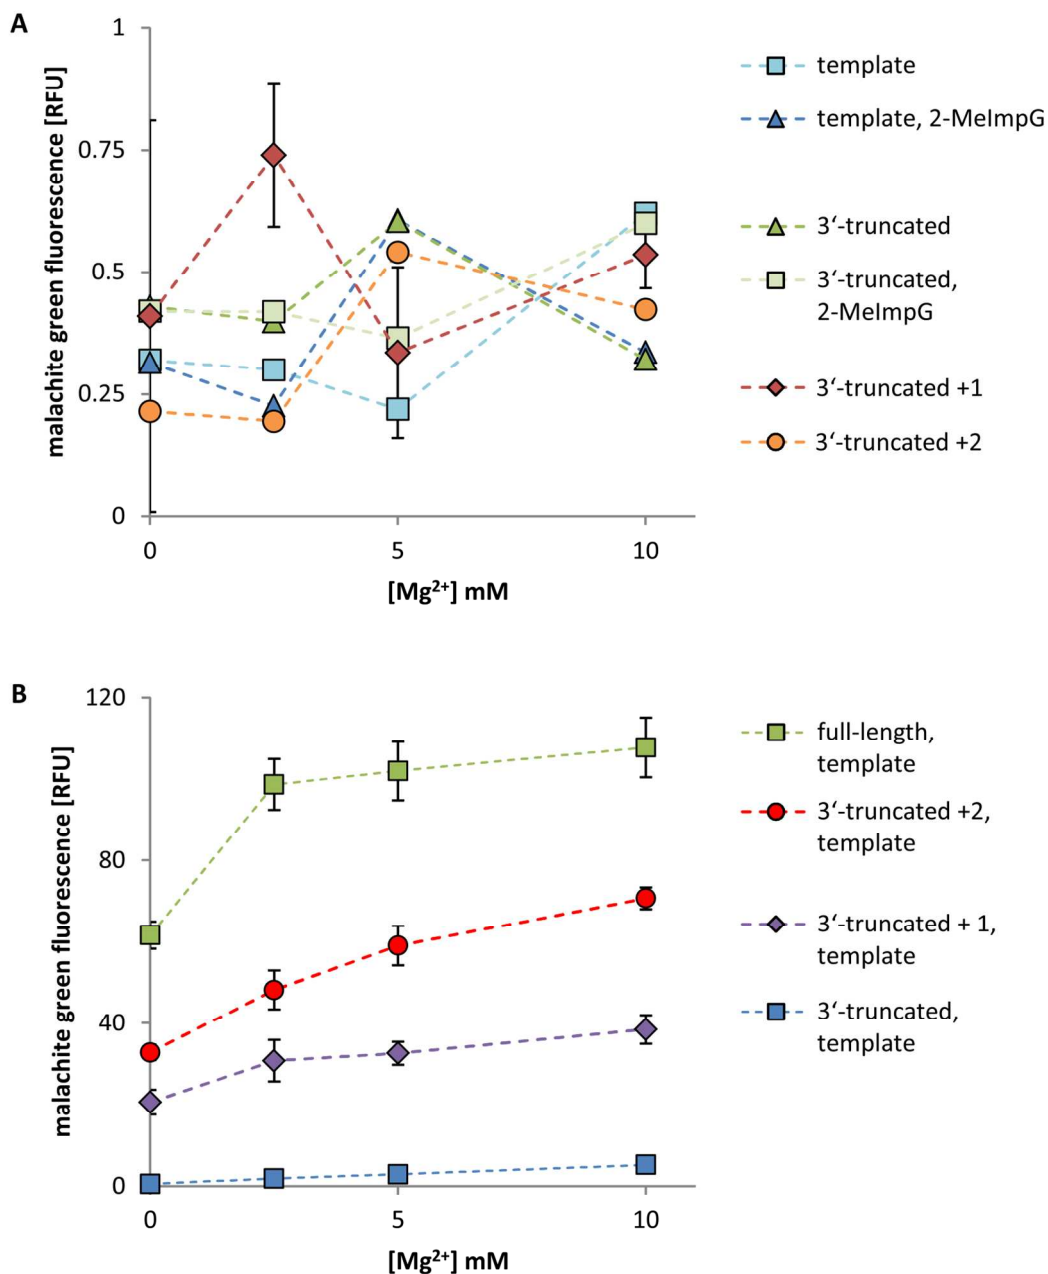 A
malachite green fluorescence [RFU]
1
0.75
0.5
0.25
0
0
5
10
[Mg²⁺] mM
template
template, 2-MeImpG
3‘-truncated
3‘-truncated,
2-MeImpG
3‘-truncated +1
3‘-truncated +2
B
malachite green fluorescence [RFU]
120
80
40
0
0
5
10
[Mg²⁺] mM
full-length,
template
3‘-truncated +2,
template
3‘-truncated + 1,
template
3‘-truncated,
template